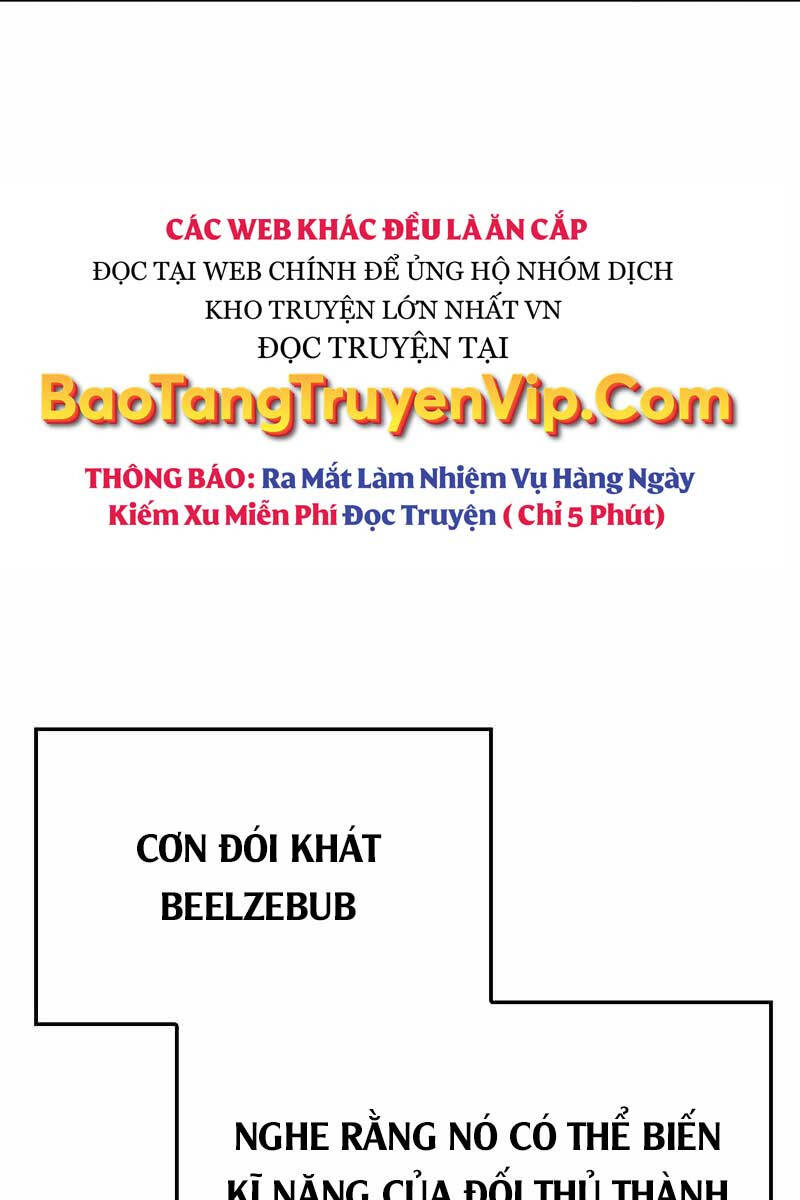 CÁC WEB KHÁC ĐỀU LÀ ĂN CẮP
ĐỌC TẠI WEB CHÍNH ĐỂ ỦNG HỘ NHÓM DỊCH
KHO TRUYỆN LỚN NHẤT VN
ĐỌC TRUYỆN TẠI
BaoTangTruyenVip.Com
THÔNG BÁO: Ra Mắt Làm Nhiệm Vụ Hàng Ngày
Kiếm Xu Miễn Phí Đọc Truyện ( Chỉ 5 Phút)
CƠN ĐÓI KHÁT
BEELZEBUB
NGHE RẰNG NÓ CÓ THỂ BIẾN
KĨ NĂNG CỦA ĐỐI THỦ THÀNH